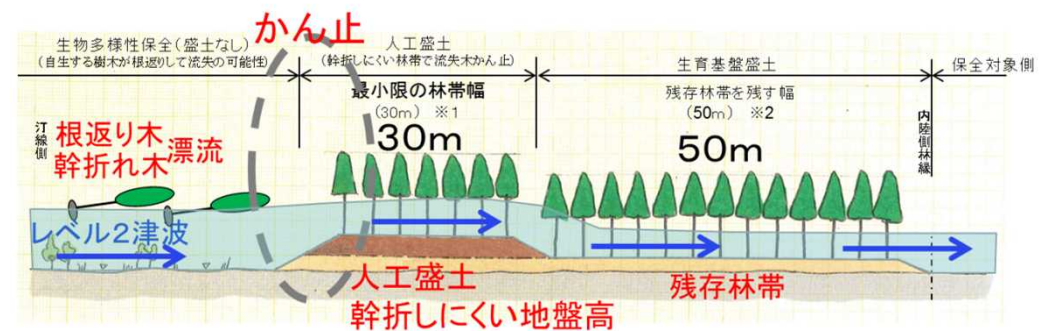 かん止
生物多様性保全(盛土なし)
(自生する樹木が根返りして流失の可能性)
人工盛土
(幹折しにくい林帯で流失木かん止)
生育基盤盛土
保全対象側
最小限の林帯幅
(30m) ※1
30m
残存林帯を残す幅
(50m) ※2
50m
汀線側
内陸側林縁
根返り木
幹折れ木
漂流
レベル2津波
人工盛土
幹折しにくい地盤高
残存林帯